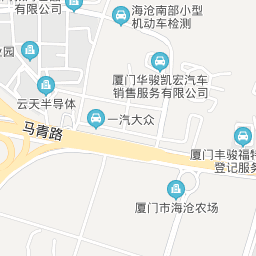 有限公司
海沧南部小型
机动车检测
业园
厦门华骏凯宏汽车
销售服务有限公司
云天半导体
一汽大众
马青路
厦门丰骏福特
登记服务
厦门市海沧农场